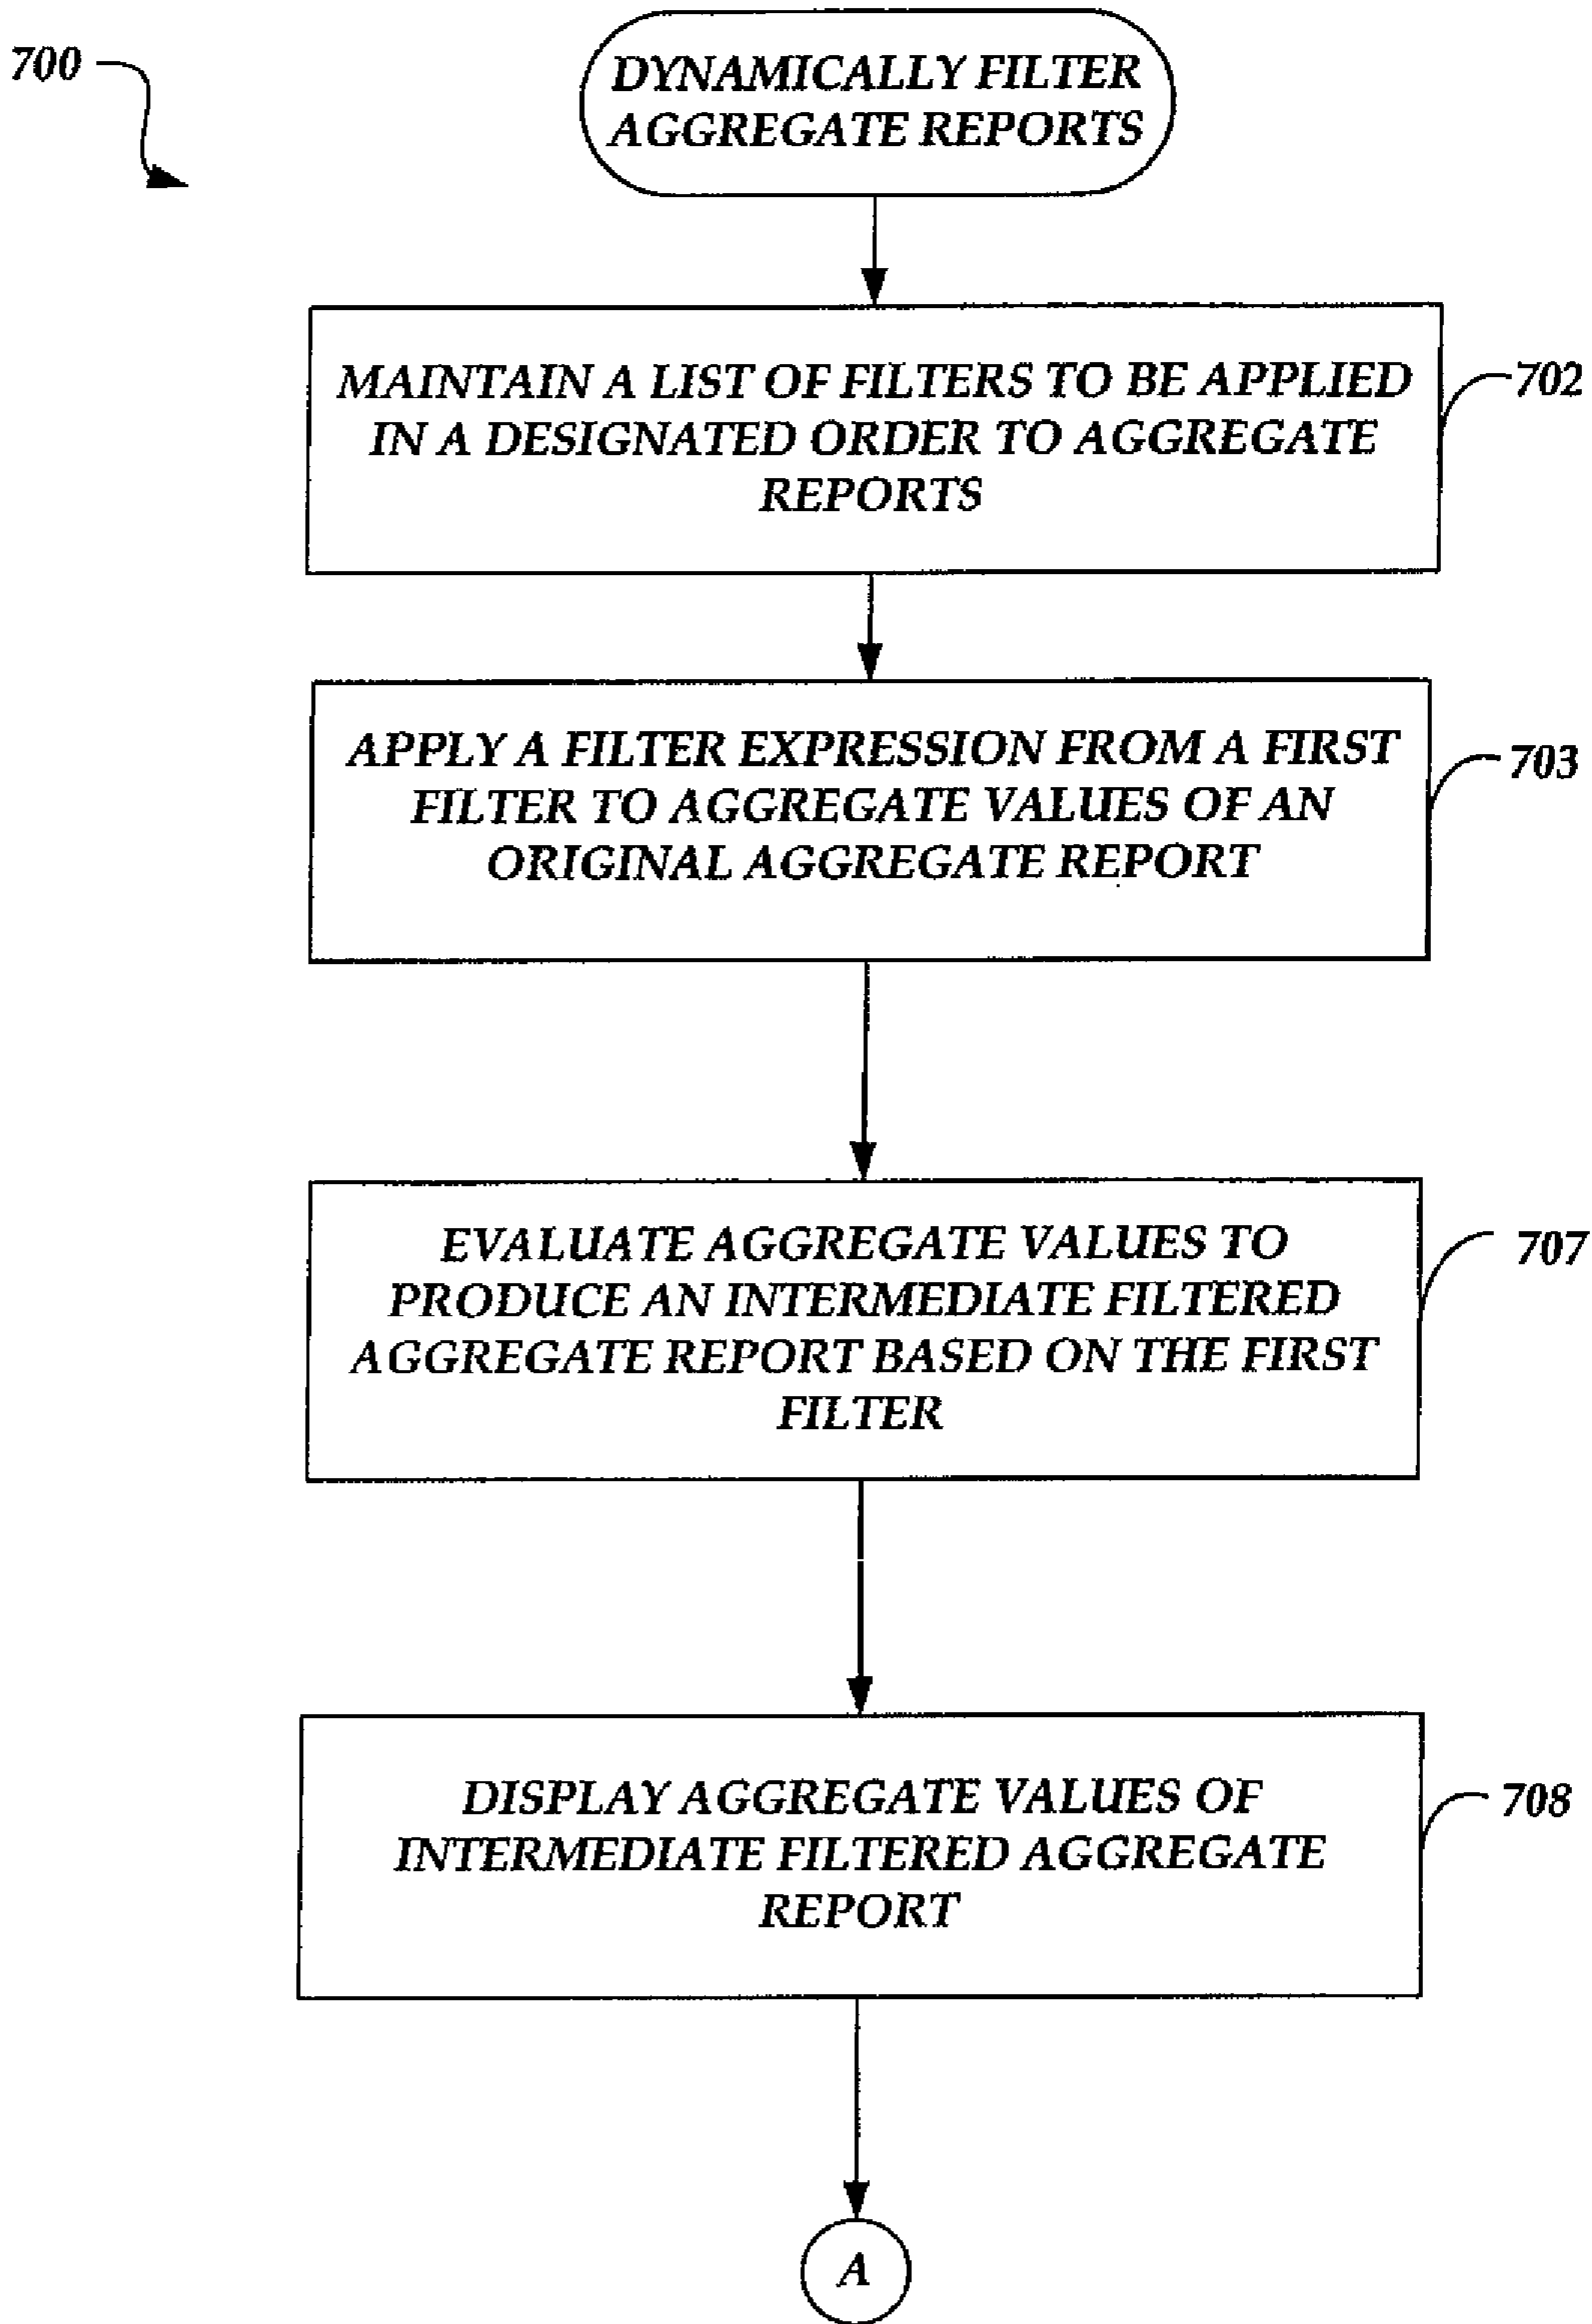 700
DYNAMICALLY FILTER
AGGREGATE REPORTS
MAINTAIN A LIST OF FILTERS TO BE APPLIED
IN A DESIGNATED ORDER TO AGGREGATE
REPORTS
702
APPLY A FILTER EXPRESSION FROM A FIRST
FILTER TO AGGREGATE VALUES OF AN
ORIGINAL AGGREGATE REPORT
703
EVALUATE AGGREGATE VALUES TO
PRODUCE AN INTERMEDIATE FILTERED
AGGREGATE REPORT BASED ON THE FIRST
FILTER
707
DISPLAY AGGREGATE VALUES OF
INTERMEDIATE FILTERED AGGREGATE
REPORT
708
A